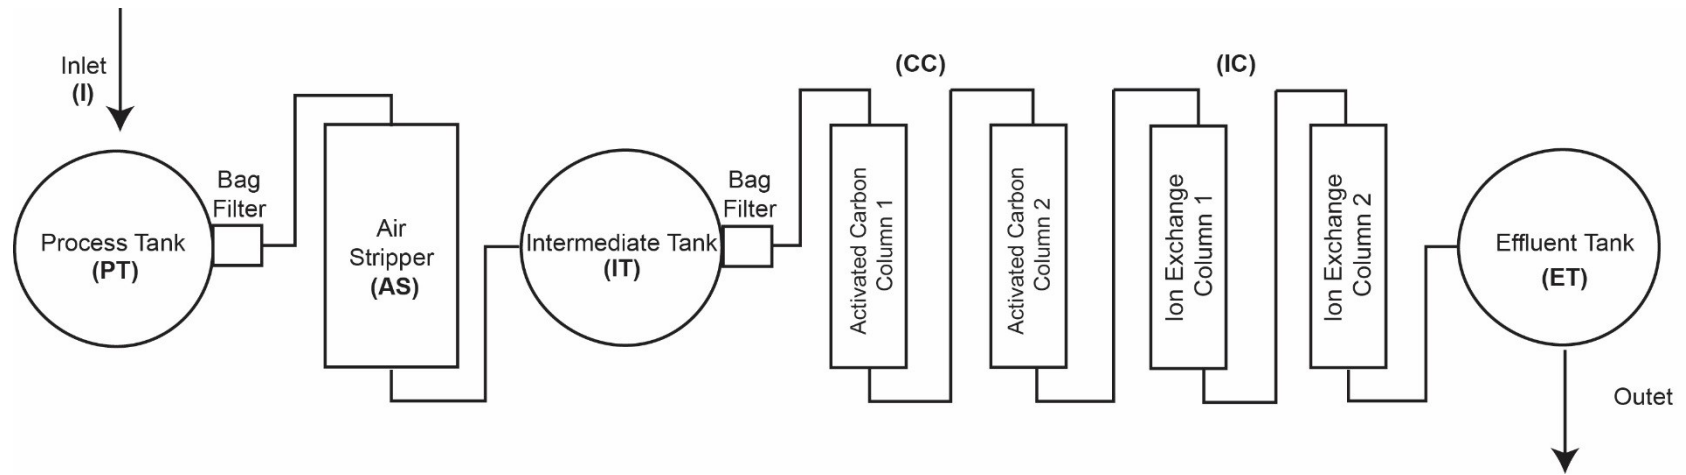 Inlet
(I)
Process Tank
(PT)
Bag
Filter
Air
Stripper
(AS)
Intermediate Tank
(IT)
Bag
Filter
(CC)
Activated Carbon
Column 1
Activated Carbon
Column 2
(IC)
Ion Exchange
Column 1
Ion Exchange
Column 2
Effluent Tank
(ET)
Outet